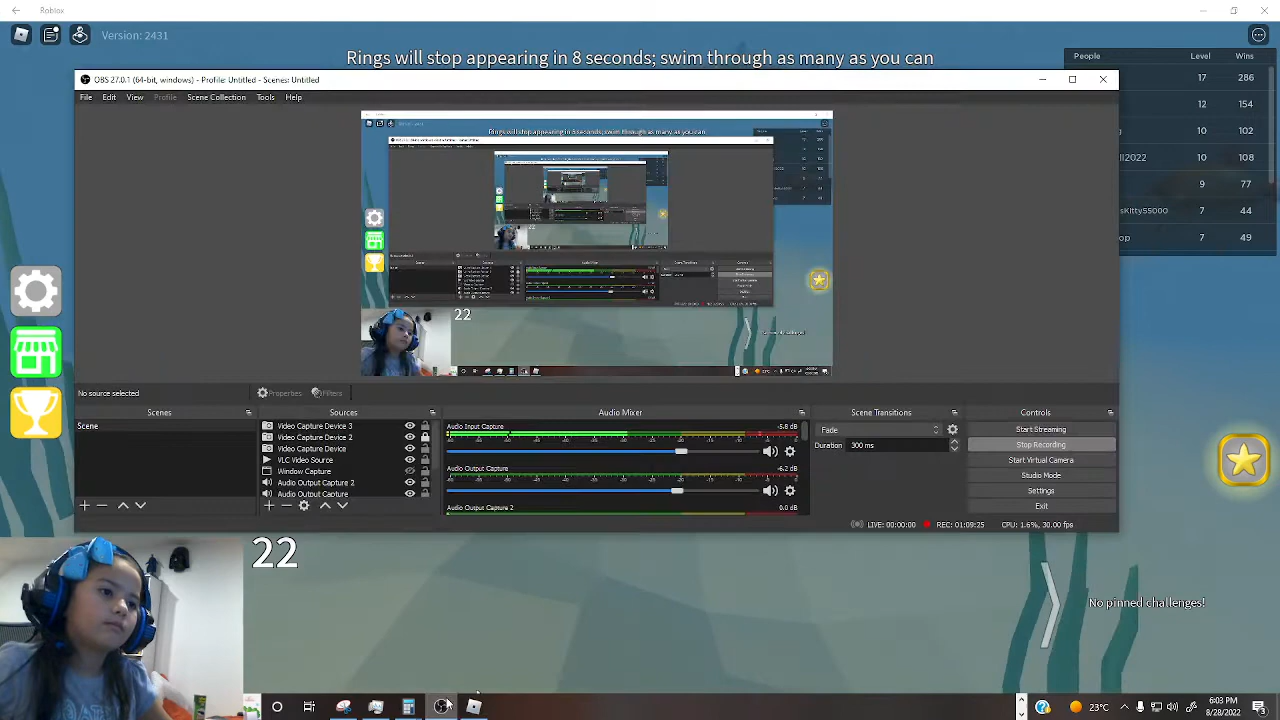 Roblox
Version: 2431
Rings will stop appearing in 8 seconds; swim through as many as you can
People Level Wins
17 286
12 154
10 103
2022 10 108
9 77
sKitty55000 7 44
op 7 49
OBS 27.0.1 (64-bit, windows) - Profile: Untitled - Scenes: Untitled
File Edit View Profile Scene Collection Tools Help
22
No source selected
Properties Filters
Scenes
Scene
Sources
Video Capture Device 3
Video Capture Device 2
Video Capture Device
VLC Video Source
Window Capture
Audio Output Capture 2
Audio Output Capture
Audio Mixer
Audio Input Capture -5.8 dB
Audio Output Capture -6.2 dB
Audio Output Capture 2 0.0 dB
Scene Transitions
Fade
Duration 300 ms
Controls
Start Streaming
Stop Recording
Start Virtual Camera
Studio Mode
Settings
Exit
LIVE: 00:00:00 REC: 01:09:25 CPU: 1.6%, 30.00 fps
22
No pinned challenges!
23°C
6:03 PM
8/28/2022